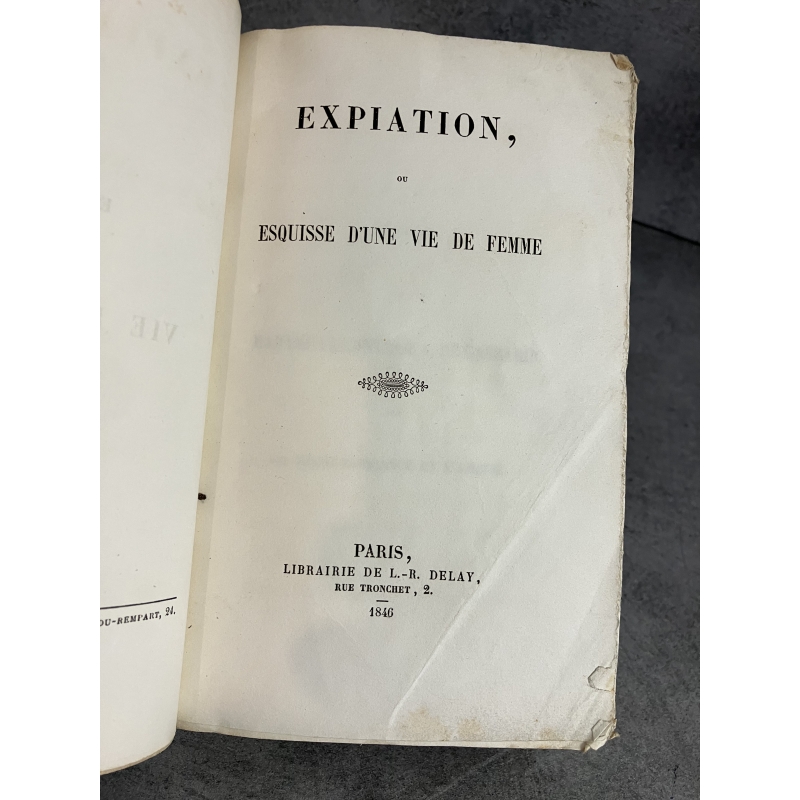 DU-REMPART, 24.
EXPIATION,
OU
ESQUISSE D'UNE VIE DE FEMME
PARIS,
LIBRAIRIE DE L.-R. DELAY,
RUE TRONCHET, 2.
1846